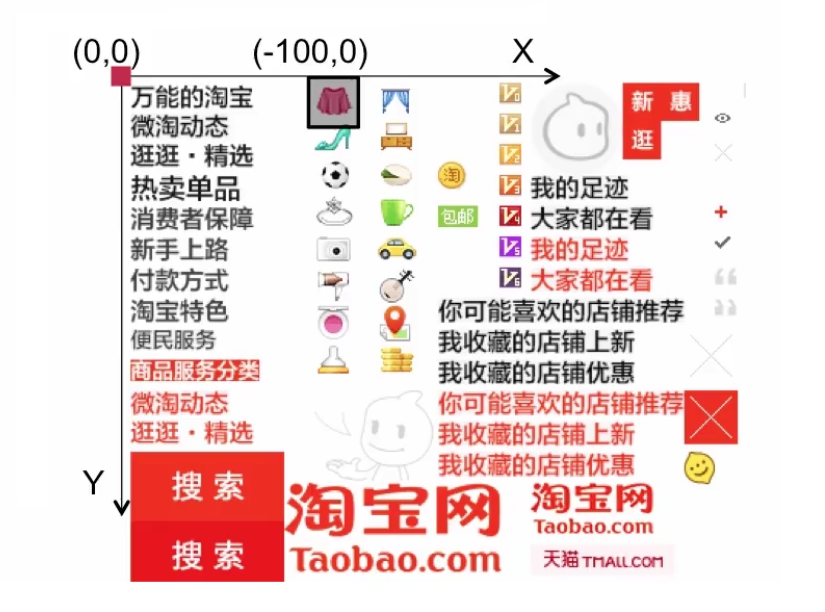 (0,0)
(-100,0)
X
万能的淘宝
微淘动态
逛逛·精选
热卖单品
消费者保障
新手上路
付款方式
淘宝特色
便民服务
商品服务分类
微淘动态
逛逛·精选
Y
搜索
搜索
淘
包邮
V0
V1
V2
V3
V4
V5
V6
新 惠
逛
我的足迹
大家都在看
我的足迹
大家都在看
你可能喜欢的店铺推荐
我收藏的店铺上新
我收藏的店铺优惠
你可能喜欢的店铺推荐
我收藏的店铺上新
我收藏的店铺优惠
淘宝网
Taobao.com
淘宝网
Taobao.com
天猫 TMALL.COM